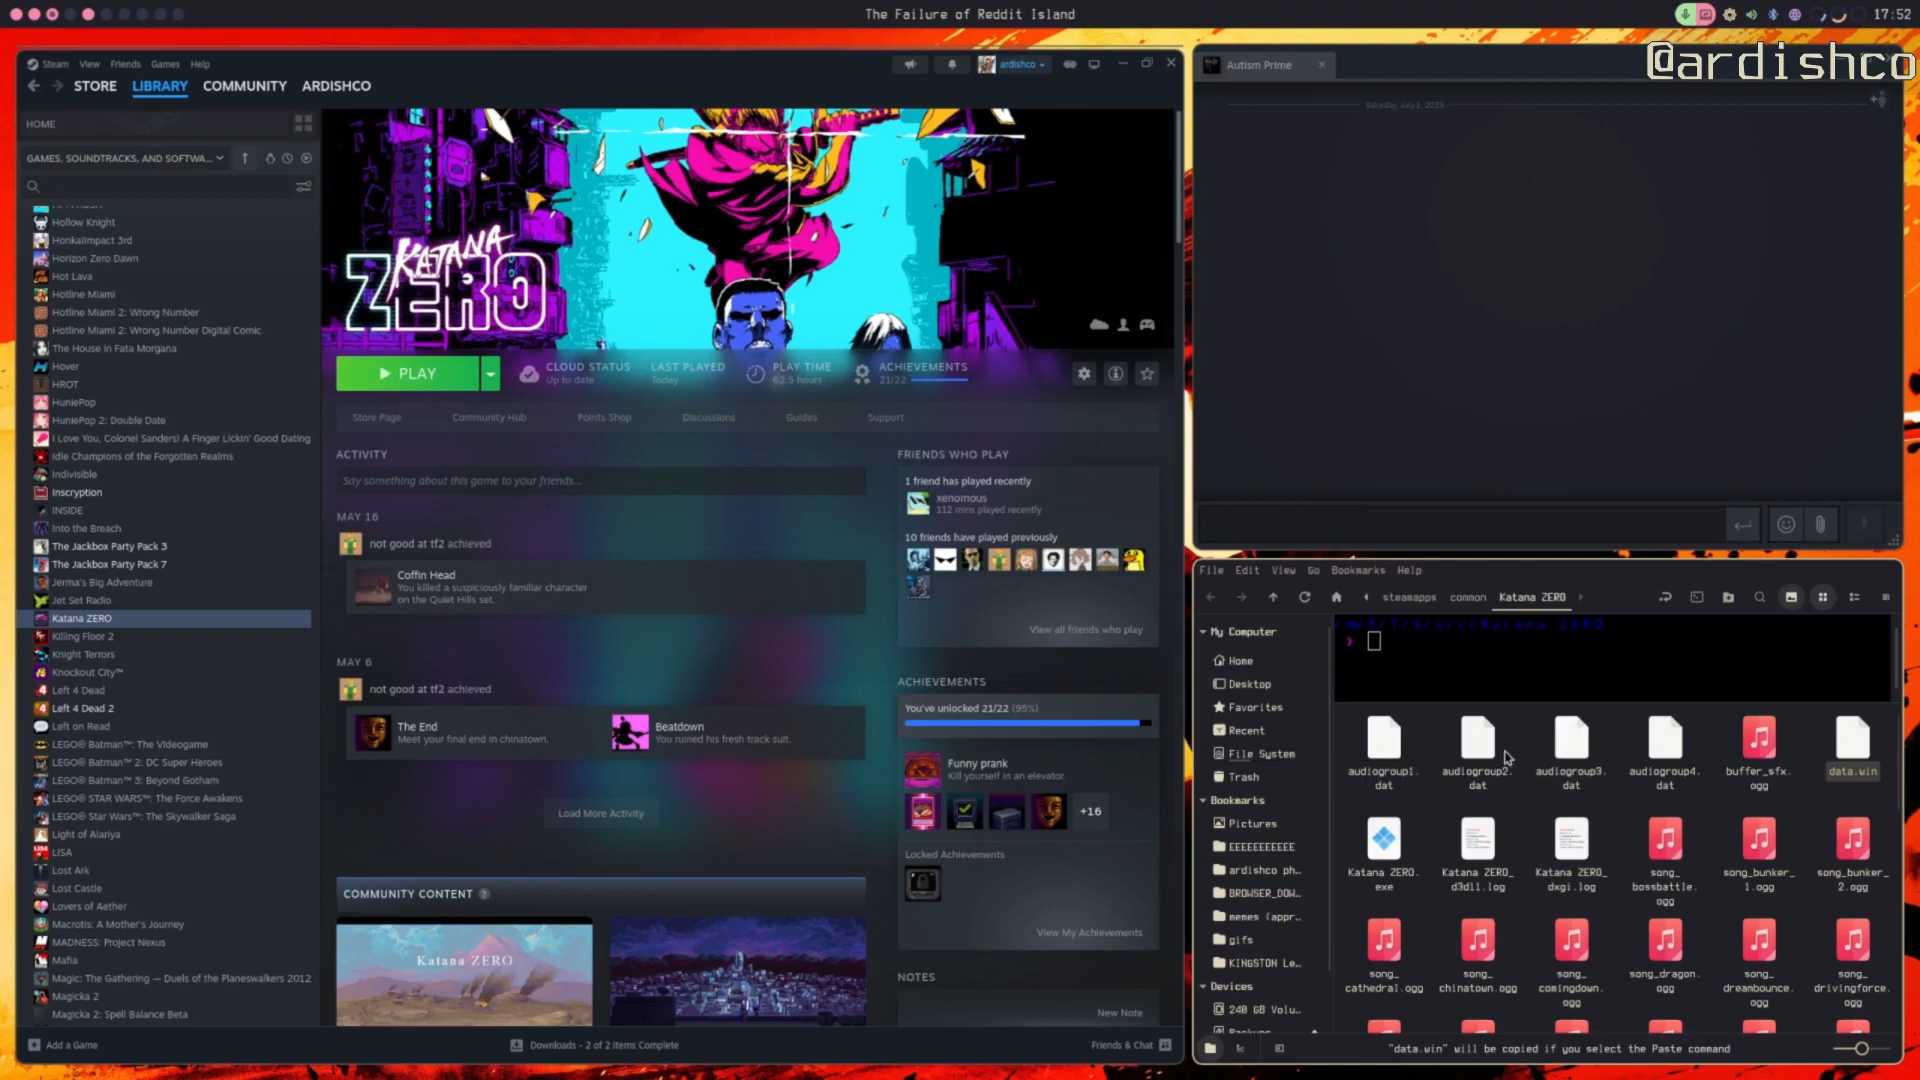 The Failure of Reddit Island
17:52
@ardishco
Steam View Friends Games Help
ardishco
STORE LIBRARY COMMUNITY ARDISHCO
HOME
GAMES, SOUNDTRACKS, AND SOFTWA...
Hollow Knight
HonkaiImpact 3rd
Horizon Zero Dawn
Hot Lava
Hotline Miami
Hotline Miami 2: Wrong Number
Hotline Miami 2: Wrong Number Digital Comic
The House in Fata Morgana
Hover
HROT
HuniePop
HuniePop 2: Double Date
I Love You, Colonel Sanders! A Finger Lickin' Good Dating
Idle Champions of the Forgotten Realms
Indivisible
Inscryption
INSIDE
Into the Breach
The Jackbox Party Pack 3
The Jackbox Party Pack 7
Jerma's Big Adventure
Jet Set Radio
Katana ZERO
Killing Floor 2
Knight Terrors
Knockout City™
Left 4 Dead
Left 4 Dead 2
Left on Read
LEGO® Batman™: The Videogame
LEGO® Batman™ 2: DC Super Heroes
LEGO® Batman™ 3: Beyond Gotham
LEGO® STAR WARS™: The Force Awakens
LEGO® Star Wars™: The Skywalker Saga
Light of Alariya
LISA
Lost Ark
Lost Castle
Lovers of Aether
Macrotis: A Mother's Journey
MADNESS: Project Nexus
Mafia
Magic: The Gathering — Duels of the Planeswalkers 2012
Magicka 2
Magicka 2: Spell Balance Beta
Add a Game
KATANA ZERO
PLAY
CLOUD STATUS
Up to date
LAST PLAYED
Today
PLAY TIME
62.5 hours
ACHIEVEMENTS
21/22
Store Page Community Hub Points Shop Discussions Guides Support
ACTIVITY
Say something about this game to your friends...
MAY 16
not good at tf2 achieved
Coffin Head
You killed a suspiciously familiar character
on the Quiet Hills set.
MAY 6
not good at tf2 achieved
The End
Meet your final end in chinatown.
Beatdown
You ruined his fresh track suit.
Load More Activity
COMMUNITY CONTENT ?
Katana ZERO
FRIENDS WHO PLAY
1 friend has played recently
xenomous
112 mins played recently
10 friends have played previously
View all friends who play
ACHIEVEMENTS
You've unlocked 21/22 (95%)
Funny prank
Kill yourself in an elevator.
+16
Locked Achievements
View My Achievements
NOTES
New Note
Downloads - 2 of 2 Items Complete
Friends & Chat
Autism Prime
Saturday, July 1, 2023
File Edit View Go Bookmarks Help
steamapps common Katana ZERO
My Computer
Home
Desktop
Favorites
Recent
File System
Trash
Bookmarks
Pictures
EEEEEEEEEEE
ardishco ph…
BROWSER_DOW…
memes (appr…
gifs
KINGSTON Le…
Devices
240 GB Volu…
audiogroup1.dat
audiogroup2.dat
audiogroup3.dat
audiogroup4.dat
buffer_sfx.ogg
data.win
Katana ZERO.exe
Katana ZERO_d3d11.log
Katana ZERO_dxgi.log
song_bossbattle.ogg
song_bunker_1.ogg
song_bunker_2.ogg
song_cathedral.ogg
song_chinatown.ogg
song_comingdown.ogg
song_dragon.ogg
song_dreambounce.ogg
song_drivingforce.ogg
"data.win" will be copied if you select the Paste command